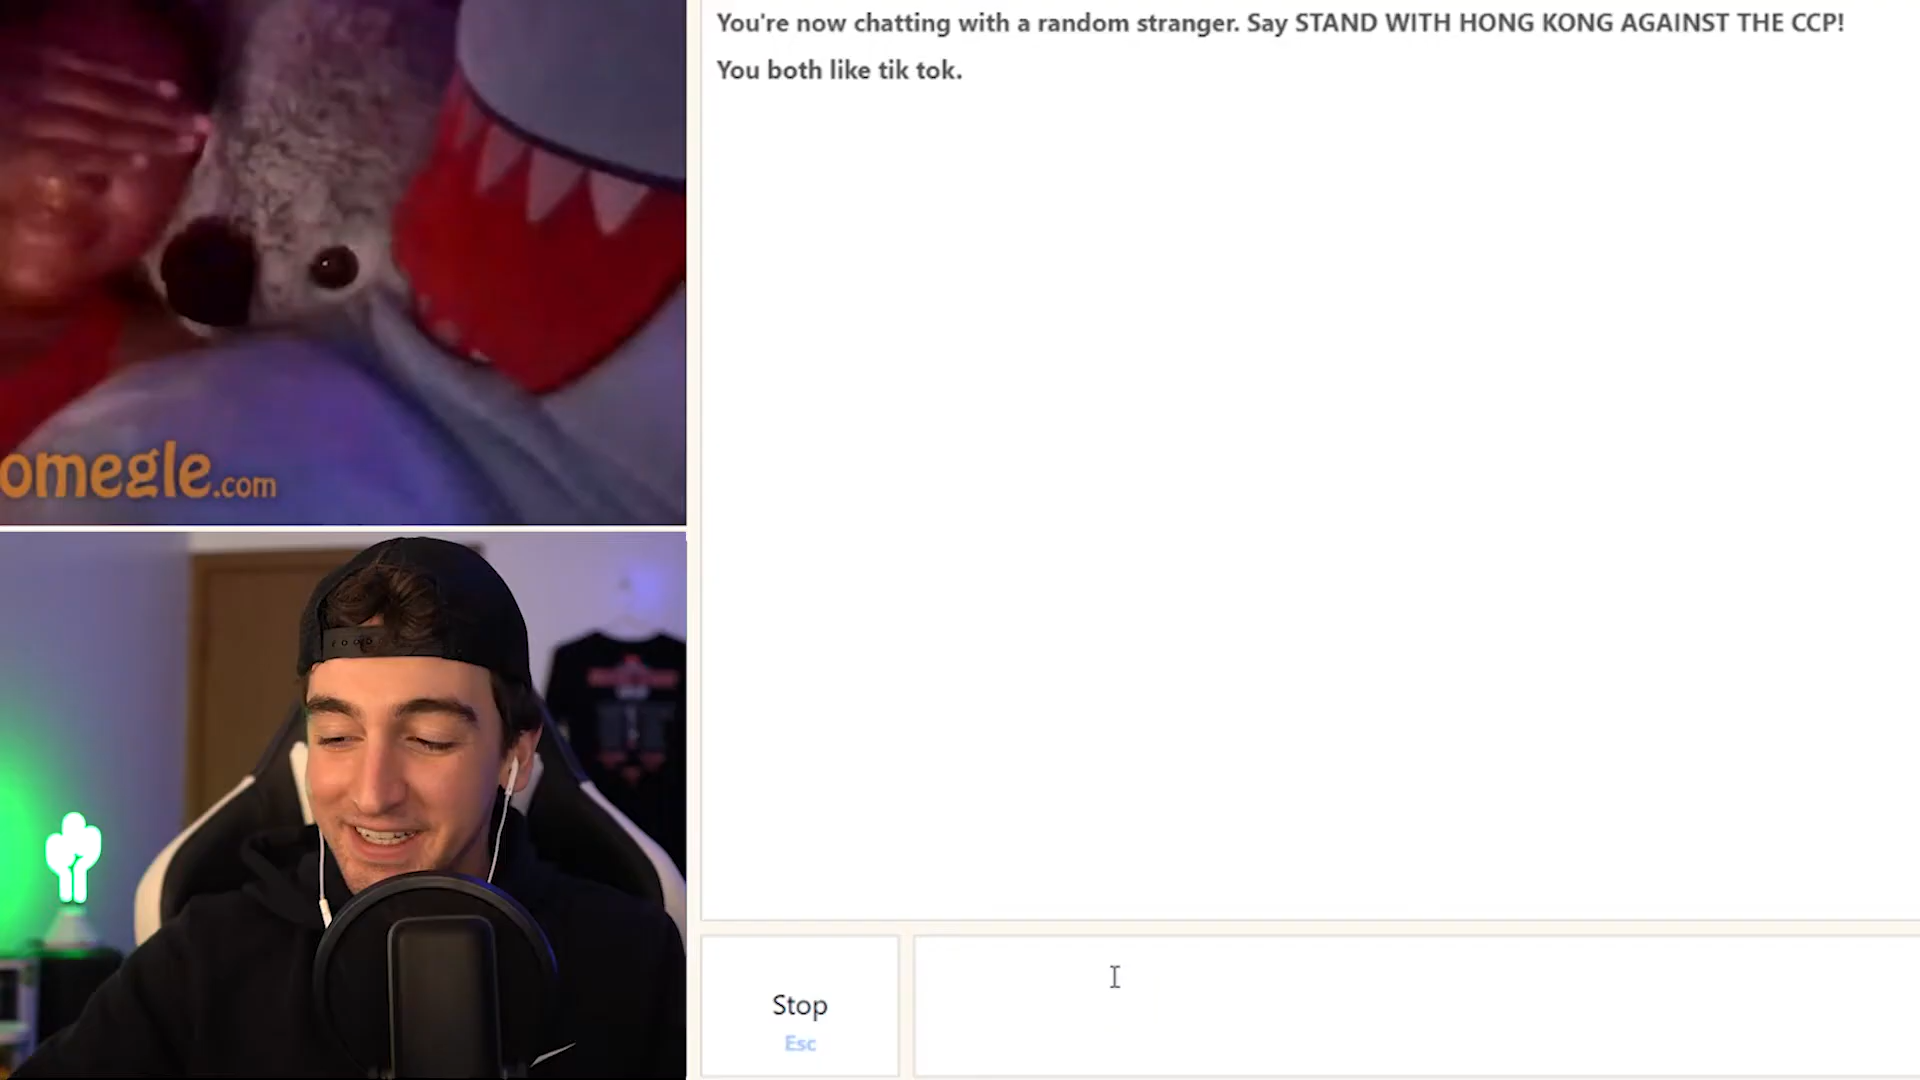 You're now chatting with a random stranger. Say STAND WITH HONG KONG AGAINST THE CCP!
You both like tik tok.
omegle.com
Stop
Esc